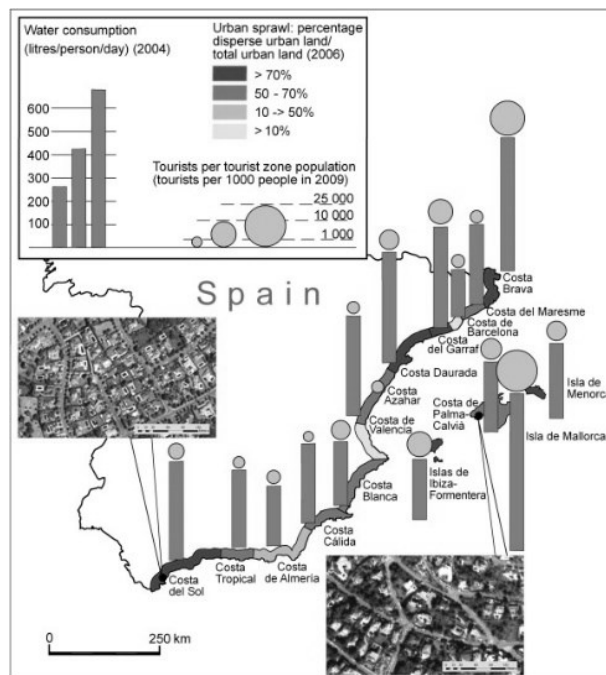 Water consumption
(litres/person/day) (2004)
600
500
400
300
200
100
Urban sprawl: percentage
disperse urban land/
total urban land (2006)
> 70%
50 - 70%
10 -> 50%
>10%
Tourists per tourist zone population
(tourists per 1000 people in 2009)
25 000
10 000
1 000
Spain
Costa
Brava
Costa del Maresme
Costa de
Barcelona
Costa
del Garraf
Costa Daurada
Costa
Azahar
Costa de
Valencia
Costa de
Palma-
Calviá
Isla de
Menorc
Isla de Mallorca
Islas de
Ibiza-
Formentera
Costa
Blanca
Costa
Cálida
Costa
de Almería
Costa
Tropical
Costa
del Sol
0
250 km